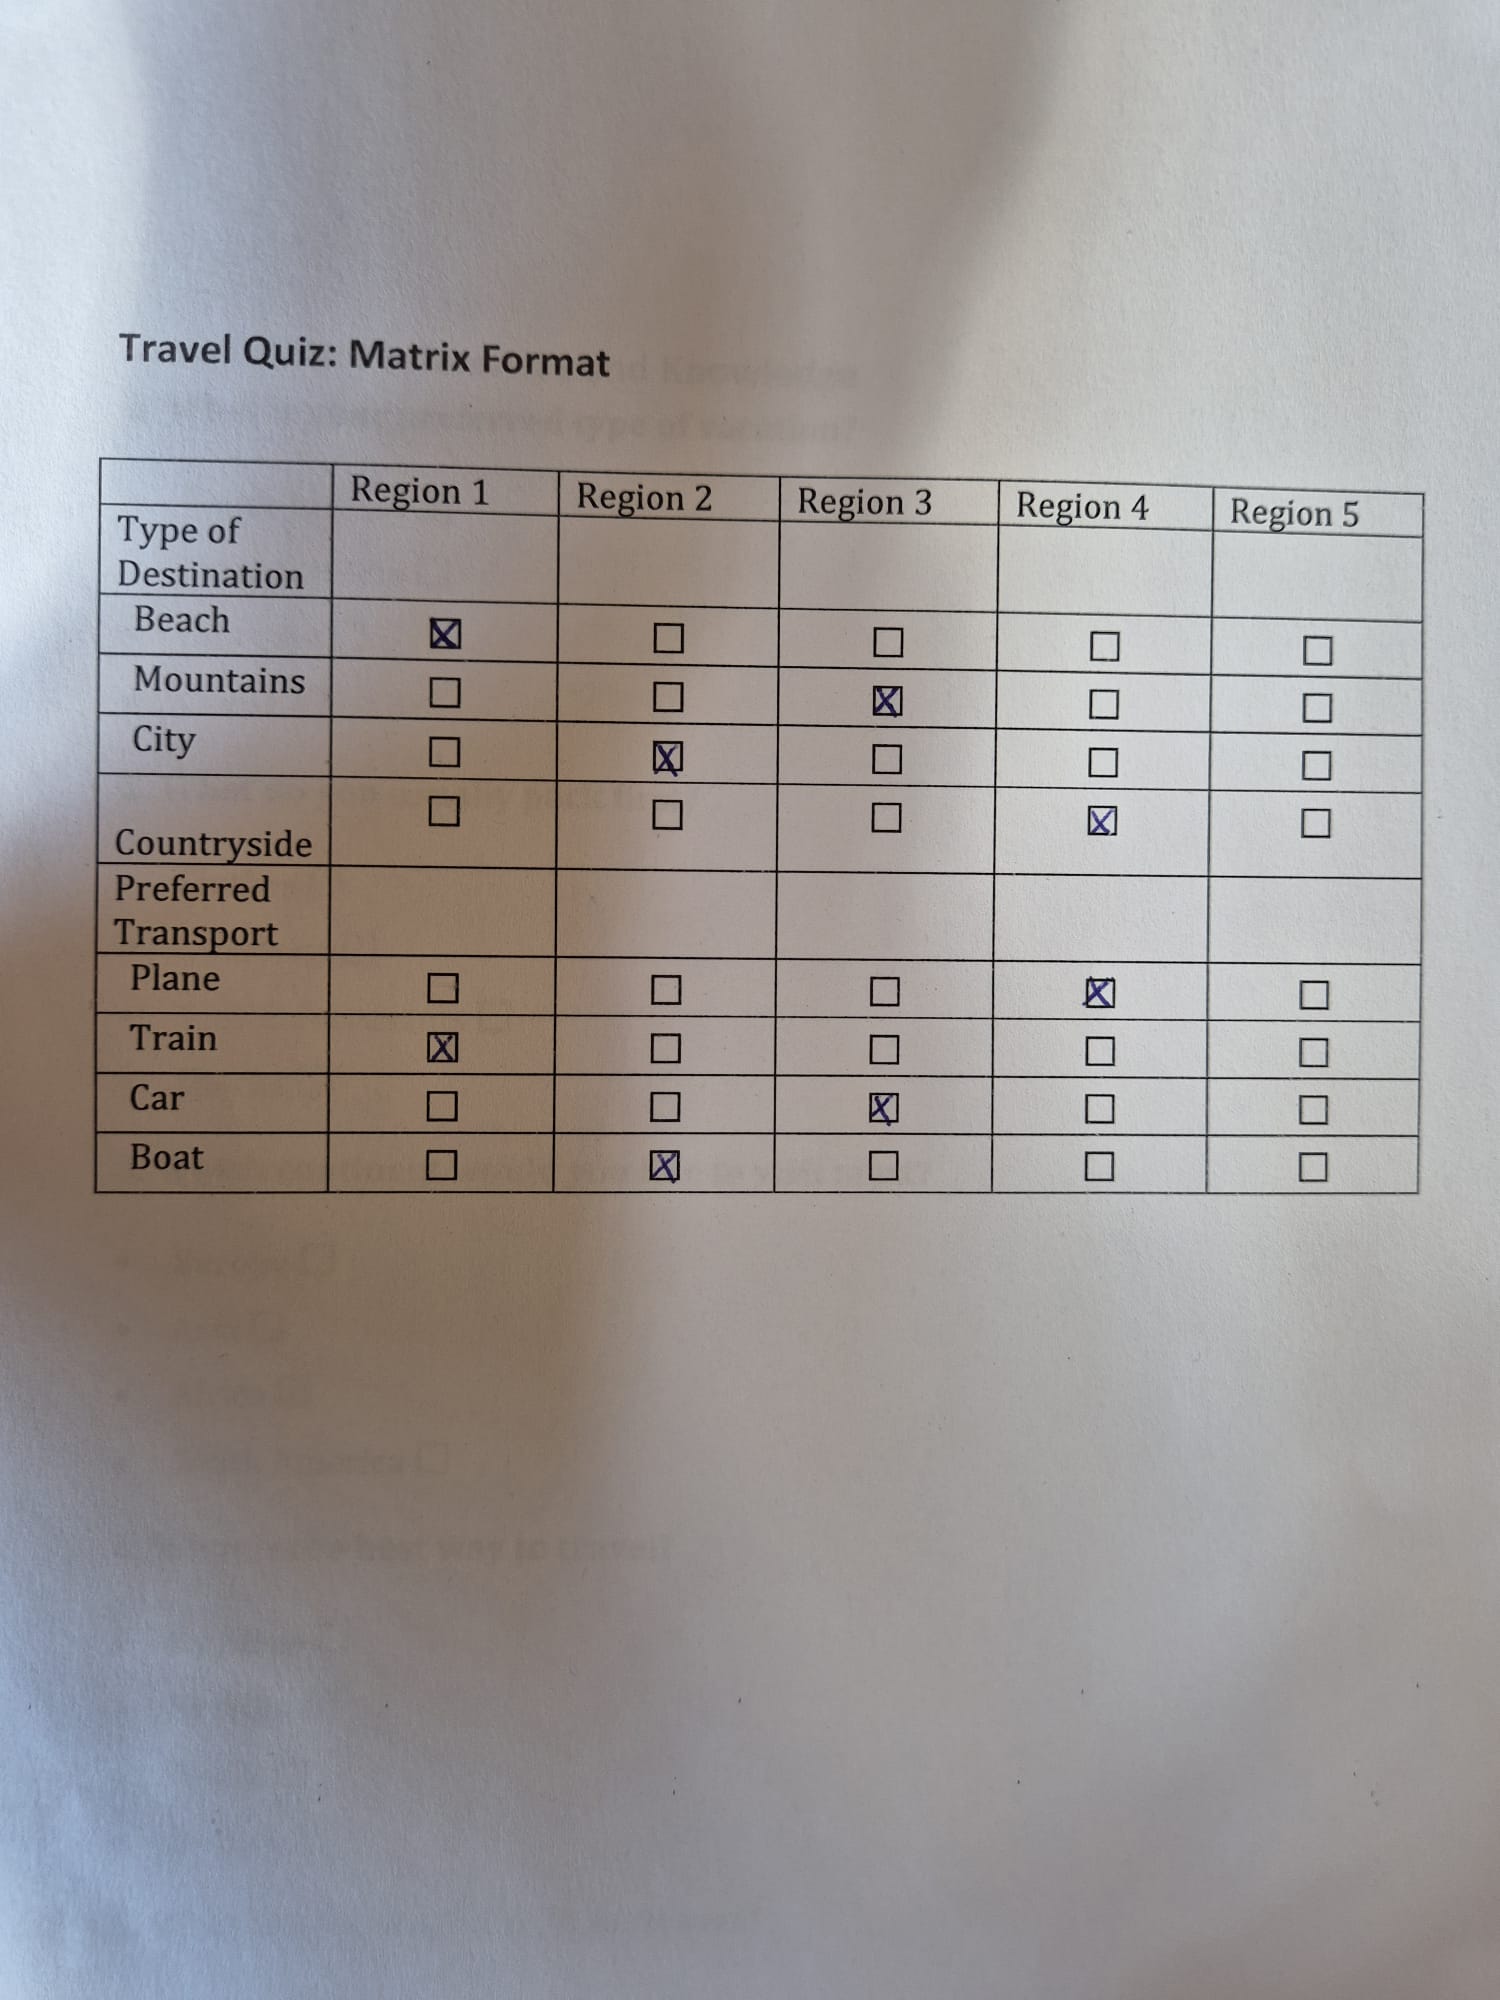 Travel Quiz: Matrix Format
Region 1 Region 2 Region 3 Region 4 Region 5
Type of
Destination
Beach ☒ ☐ ☐ ☐ ☐
Mountains ☐ ☐ ☒ ☐ ☐
City ☐ ☒ ☐ ☐ ☐
Countryside ☐ ☐ ☐ ☒ ☐
Preferred
Transport
Plane ☐ ☐ ☐ ☒ ☐
Train ☒ ☐ ☐ ☐ ☐
Car ☐ ☐ ☒ ☐ ☐
Boat ☐ ☒ ☐ ☐ ☐